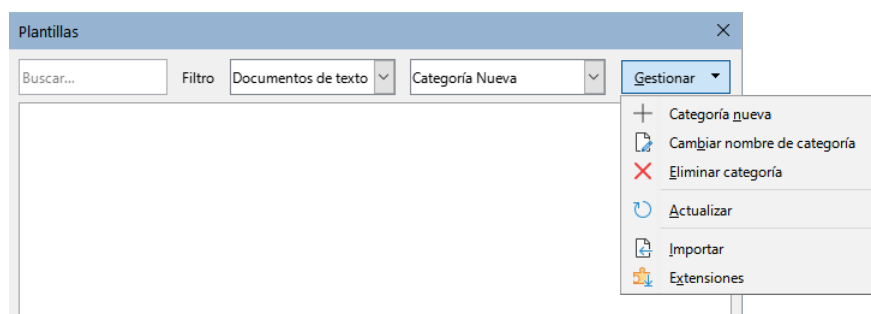 Plantillas
Buscar... Filtro Documentos de texto Categoría Nueva Gestionar
Categoría nueva
Cambiar nombre de categoría
Eliminar categoría
Actualizar
Importar
Extensiones